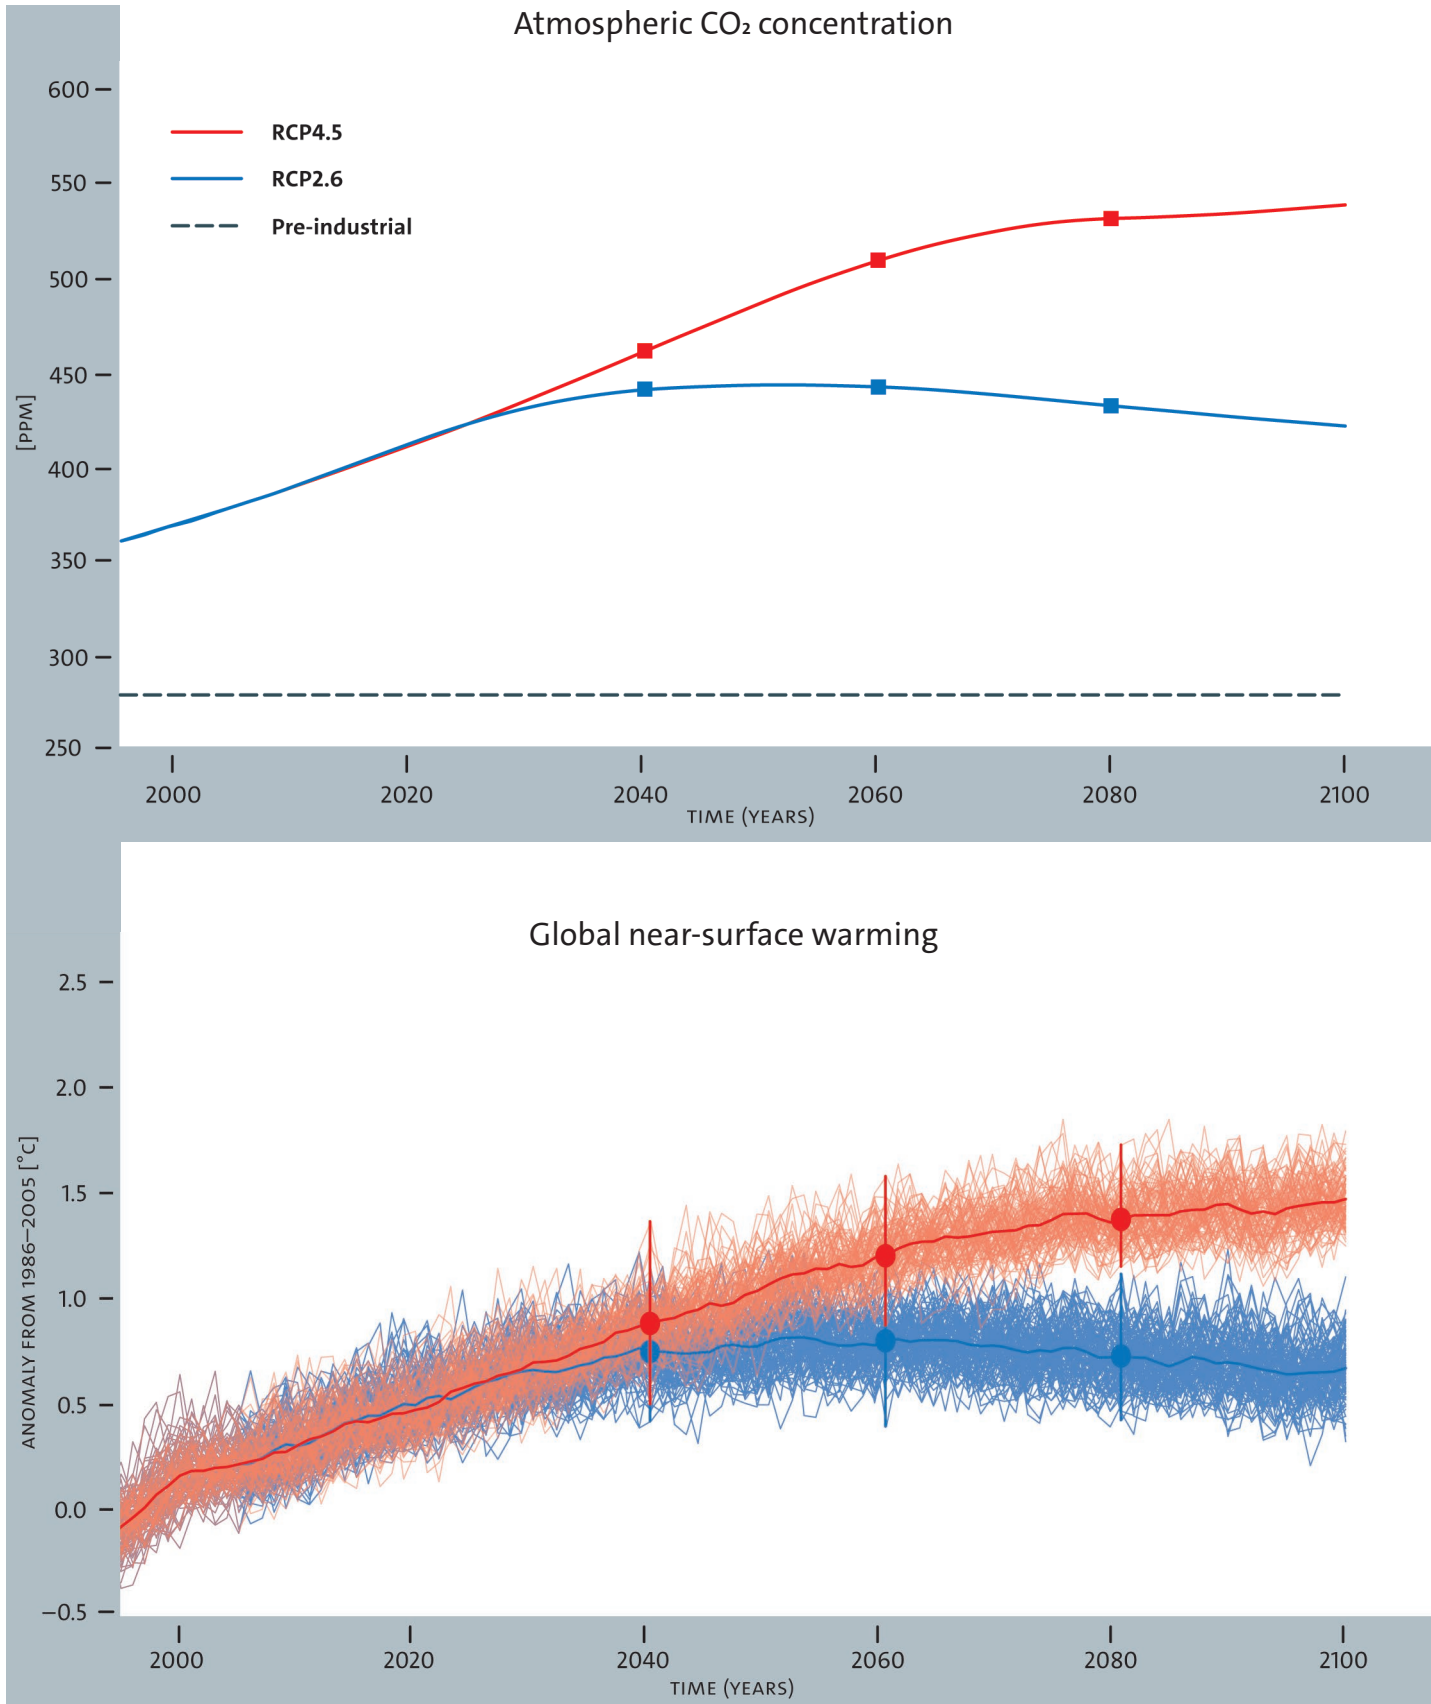 Atmospheric CO₂ concentration
600
RCP4.5
550
RCP2.6
Pre-industrial
500
450
[PPM]
400
350
300
250
2000 2020 2040 2060 2080 2100
TIME (YEARS)
Global near-surface warming
2.5
2.0
ANOMALY FROM 1986–2005 [°C]
1.5
1.0
0.5
0.0
–0.5
2000 2020 2040 2060 2080 2100
TIME (YEARS)